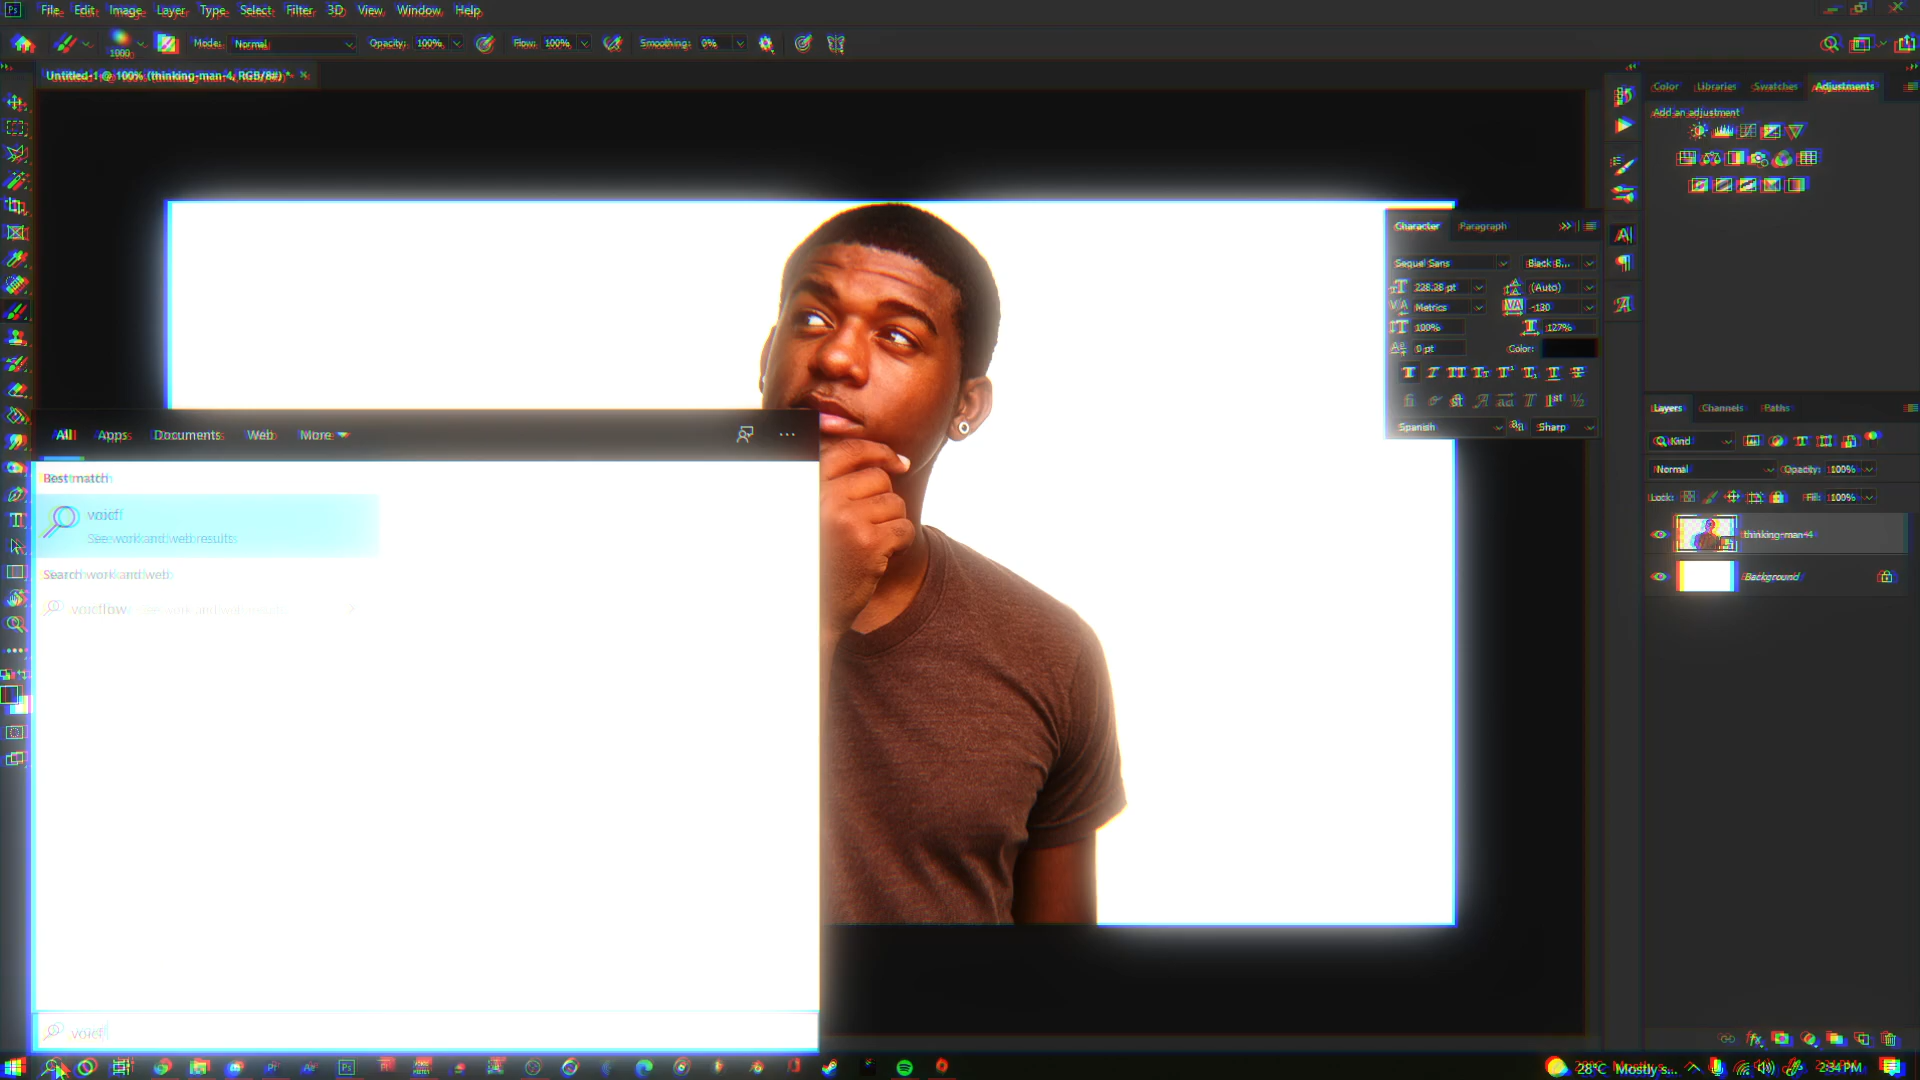 Ps File Edit Image Layer Type Select Filter 3D View Window Help
1900 Mode: Normal Opacity: 100% Flow: 100% Smoothing: 0%
Untitled-1 @ 100% (thinking-man-4, RGB/8#) *
Color Libraries Swatches Adjustments
Add an adjustment
Character Paragraph
Sequel Sans Black B...
228.28 pt (Auto)
Metrics -130
100% 127%
0 pt Color:
Spanish Sharp
Layers Channels Paths
Kind
Normal Opacity: 100%
Lock: Fill: 100%
thinking-man-4
Background
All Apps Documents Web More
Best match
See work and web results
Search work and web
voicflow
28°C Mostly s... 2:34 PM